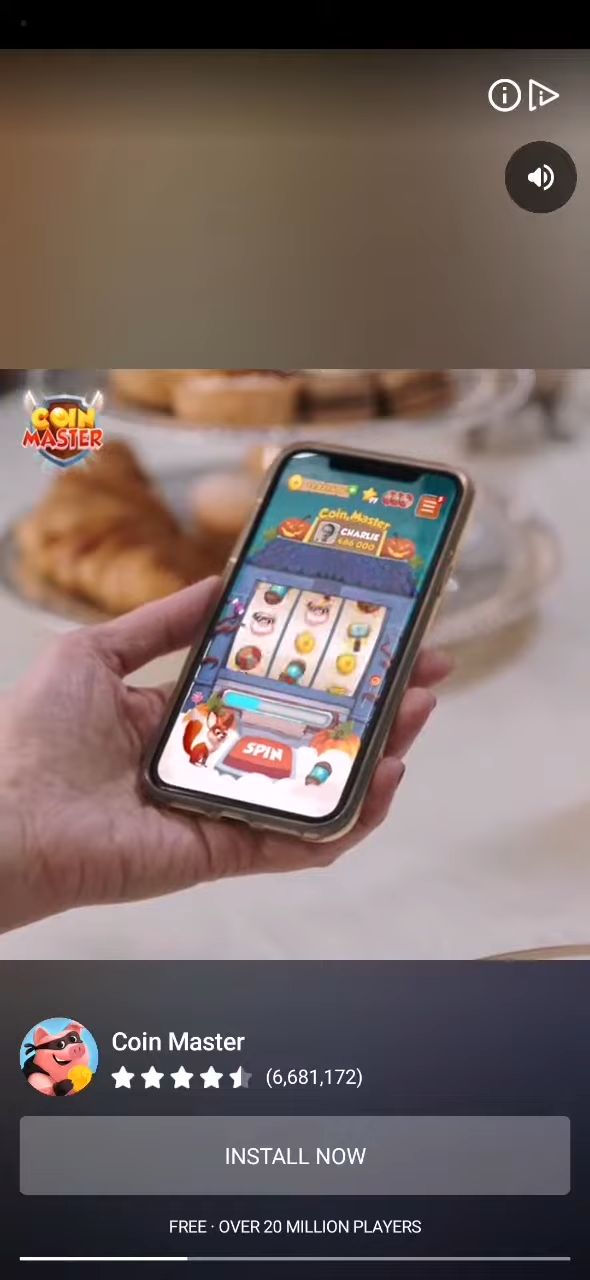 COIN
MASTER
Coin Master
CHARLIE
SPIN
Coin Master
(6,681,172)
INSTALL NOW
FREE · OVER 20 MILLION PLAYERS